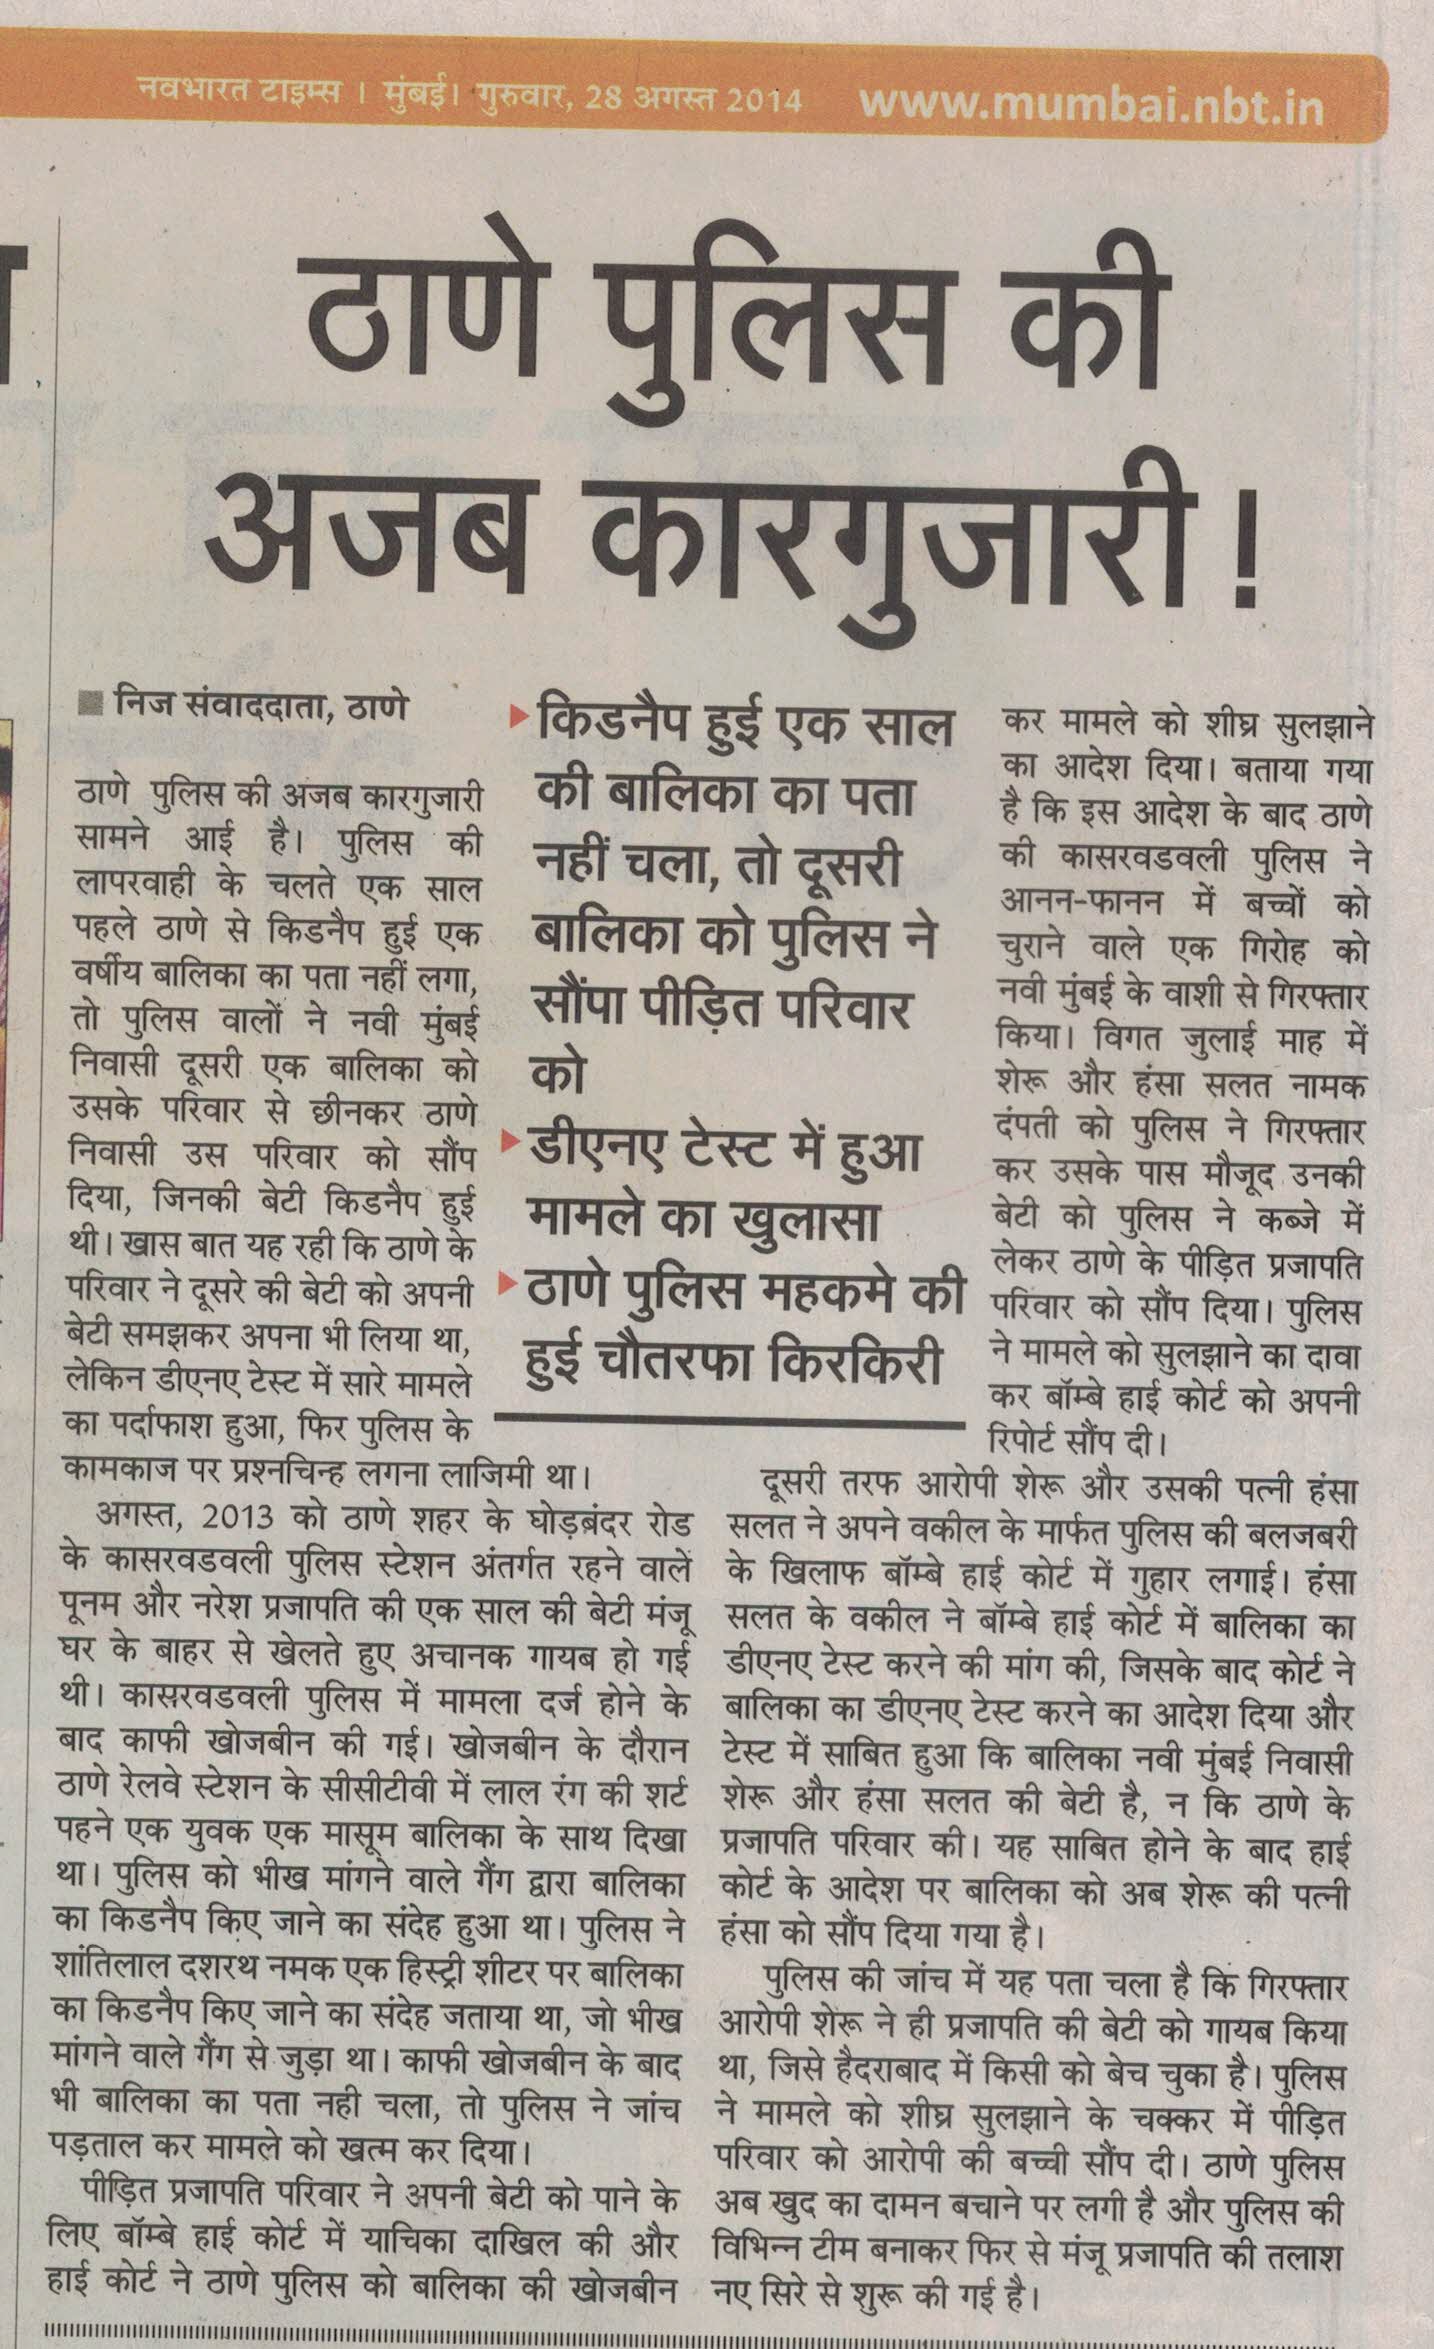 नवभारत टाइम्स । मुंबई। गुरुवार, 28 अगस्त 2014 www.mumbai.nbt.in
ठाणे पुलिस की
अजब कारगुजारी !
■ निज संवाददाता, ठाणे
ठाणे पुलिस की अजब कारगुजारी
सामने आई है। पुलिस की
लापरवाही के चलते एक साल
पहले ठाणे से किडनैप हुई एक
वर्षीय बालिका का पता नहीं लगा,
तो पुलिस वालों ने नवी मुंबई
निवासी दूसरी एक बालिका को
उसके परिवार से छीनकर ठाणे
निवासी उस परिवार को सौंप
दिया, जिनकी बेटी किडनैप हुई
थी। खास बात यह रही कि ठाणे के
परिवार ने दूसरे की बेटी को अपनी
बेटी समझकर अपना भी लिया था,
लेकिन डीएनए टेस्ट में सारे मामले
का पर्दाफाश हुआ, फिर पुलिस के
कामकाज पर प्रश्नचिन्ह लगना लाजिमी था।
अगस्त, 2013 को ठाणे शहर के घोड़बंदर रोड
के कासरवडवली पुलिस स्टेशन अंतर्गत रहने वाले
पूनम और नरेश प्रजापति की एक साल की बेटी मंजू
घर के बाहर से खेलते हुए अचानक गायब हो गई
थी। कासरवडवली पुलिस में मामला दर्ज होने के
बाद काफी खोजबीन की गई। खोजबीन के दौरान
ठाणे रेलवे स्टेशन के सीसीटीवी में लाल रंग की शर्ट
पहने एक युवक एक मासूम बालिका के साथ दिखा
था। पुलिस को भीख मांगने वाले गैंग द्वारा बालिका
का किडनैप किए जाने का संदेह हुआ था। पुलिस ने
शांतिलाल दशरथ नमक एक हिस्ट्री शीटर पर बालिका
का किडनैप किए जाने का संदेह जताया था, जो भीख
मांगने वाले गैंग से जुड़ा था। काफी खोजबीन के बाद
भी बालिका का पता नही चला, तो पुलिस ने जांच
पड़ताल कर मामले को खत्म कर दिया।
पीड़ित प्रजापति परिवार ने अपनी बेटी को पाने के
लिए बॉम्बे हाई कोर्ट में याचिका दाखिल की और
हाई कोर्ट ने ठाणे पुलिस को बालिका की खोजबीन
किडनैप हुई एक साल
की बालिका का पता
नहीं चला, तो दूसरी
बालिका को पुलिस ने
सौंपा पीड़ित परिवार
को
डीएनए टेस्ट में हुआ
मामले का खुलासा
ठाणे पुलिस महकमे की
हुई चौतरफा किरकिरी
कर मामले को शीघ्र सुलझाने
का आदेश दिया। बताया गया
है कि इस आदेश के बाद ठाणे
की कासरवडवली पुलिस ने
आनन-फानन में बच्चों को
चुराने वाले एक गिरोह को
नवी मुंबई के वाशी से गिरफ्तार
किया। विगत जुलाई माह में
शेरू और हंसा सलत नामक
दंपती को पुलिस ने गिरफ्तार
कर उसके पास मौजूद उनकी
बेटी को पुलिस ने कब्जे में
लेकर ठाणे के पीड़ित प्रजापति
परिवार को सौंप दिया। पुलिस
ने मामले को सुलझाने का दावा
कर बॉम्बे हाई कोर्ट को अपनी
रिपोर्ट सौंप दी।
दूसरी तरफ आरोपी शेरू और उसकी पत्नी हंसा
सलत ने अपने वकील के मार्फत पुलिस की बलजबरी
के खिलाफ बॉम्बे हाई कोर्ट में गुहार लगाई। हंसा
सलत के वकील ने बॉम्बे हाई कोर्ट में बालिका का
डीएनए टेस्ट करने की मांग की, जिसके बाद कोर्ट ने
बालिका का डीएनए टेस्ट करने का आदेश दिया और
टेस्ट में साबित हुआ कि बालिका नवी मुंबई निवासी
शेरू और हंसा सलत की बेटी है, न कि ठाणे के
प्रजापति परिवार की। यह साबित होने के बाद हाई
कोर्ट के आदेश पर बालिका को अब शेरू की पत्नी
हंसा को सौंप दिया गया है।
पुलिस की जांच में यह पता चला है कि गिरफ्तार
आरोपी शेरू ने ही प्रजापति की बेटी को गायब किया
था, जिसे हैदराबाद में किसी को बेच चुका है। पुलिस
ने मामले को शीघ्र सुलझाने के चक्कर में पीड़ित
परिवार को आरोपी की बच्ची सौंप दी। ठाणे पुलिस
अब खुद का दामन बचाने पर लगी है और पुलिस की
विभिन्न टीम बनाकर फिर से मंजू प्रजापति की तलाश
नए सिरे से शुरू की गई है।